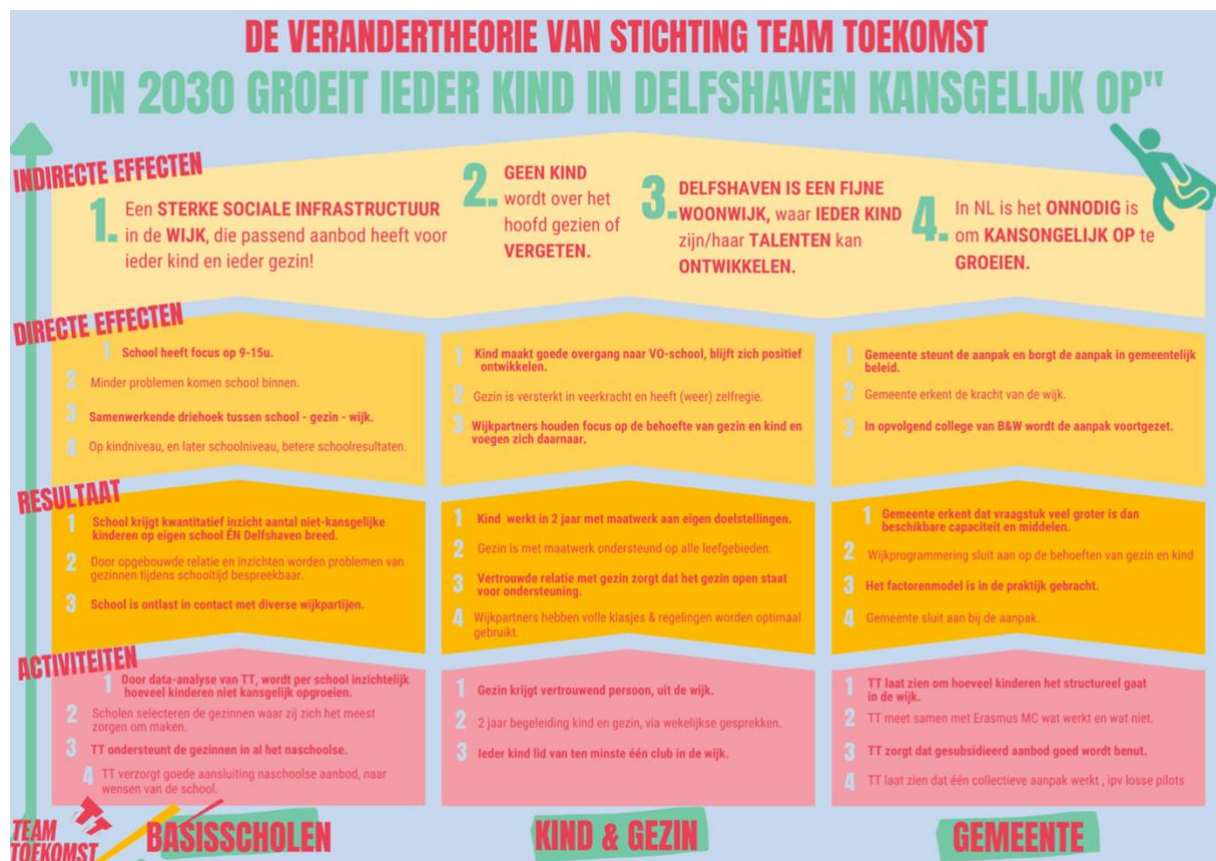 DE VERANDERTHEORIE VAN STICHTING TEAM TOEKOMST
"IN 2030 GROEIT IEDER KIND IN DELFSHAVEN KANSGELIJK OP"
INDIRECTE EFFECTEN
1. Een STERKE SOCIALE INFRASTRUCTUUR
in de WIJK, die passend aanbod heeft voor
ieder kind en ieder gezin!
2. GEEN KIND
wordt over het
hoofd gezien of
VERGETEN.
3. DELFSHAVEN IS EEN FIJNE
WOONWIJK, waar IEDER KIND
zijn/haar TALENTEN kan
ONTWIKKELEN.
4. In NL is het ONNODIG is
om KANSONGELIJK OP te
GROEIEN.
DIRECTE EFFECTEN
1 School heeft focus op 9-15u.
2 Minder problemen komen school binnen.
3 Samenwerkende driehoek tussen school - gezin - wijk.
4 Op kindniveau, en later schoolniveau, betere schoolresultaten.
1 Kind maakt goede overgang naar VO-school, blijft zich positief
ontwikkelen.
2 Gezin is versterkt in veerkracht en heeft (weer) zelfregie.
3 Wijkpartners houden focus op de behoefte van gezin en kind en
voegen zich daarnaar.
1 Gemeente steunt de aanpak en borgt de aanpak in gemeentelijk
beleid.
2 Gemeente erkent de kracht van de wijk.
3 In opvolgend college van B&W wordt de aanpak voortgezet.
RESULTAAT
1 School krijgt kwantitatief inzicht aantal niet-kansgelijke
kinderen op eigen school ÉN Delfshaven breed.
2 Door opgebouwde relatie en inzichten worden problemen van
gezinnen tijdens schooltijd bespreekbaar.
3 School is ontlast in contact met diverse wijkpartijen.
1 Kind werkt in 2 jaar met maatwerk aan eigen doelstellingen.
2 Gezin is met maatwerk ondersteund op alle leefgebieden.
3 Vertrouwde relatie met gezin zorgt dat het gezin open staat
voor ondersteuning.
4 Wijkpartners hebben volle klasjes & regelingen worden optimaal
gebruikt.
1 Gemeente erkent dat vraagstuk veel groter is dan
beschikbare capaciteit en middelen.
2 Wijkprogrammering sluit aan op de behoeften van gezin en kind
3 Het factorenmodel is in de praktijk gebracht.
4 Gemeente sluit aan bij de aanpak.
ACTIVITEITEN
1 Door data-analyse van TT, wordt per school inzichtelijk
hoeveel kinderen niet kansgelijk opgroeien.
2 Scholen selecteren de gezinnen waar zij zich het meest
zorgen om maken.
3 TT ondersteunt de gezinnen in al het naschoolse.
4 TT verzorgt goede aansluiting naschoolse aanbod, naar
wensen van de school.
1 Gezin krijgt vertrouwend persoon, uit de wijk.
2 2 jaar begeleiding kind en gezin, via wekelijkse gesprekken.
3 Ieder kind lid van ten minste één club in de wijk.
1 TT laat zien om hoeveel kinderen het structureel gaat
in de wijk.
2 TT meet samen met Erasmus MC wat werkt en wat niet.
3 TT zorgt dat gesubsidieerd aanbod goed wordt benut.
4 TT laat zien dat één collectieve aanpak werkt , ipv losse pilots
TEAM
TOEKOMST
BASISSCHOLEN
KIND & GEZIN
GEMEENTE